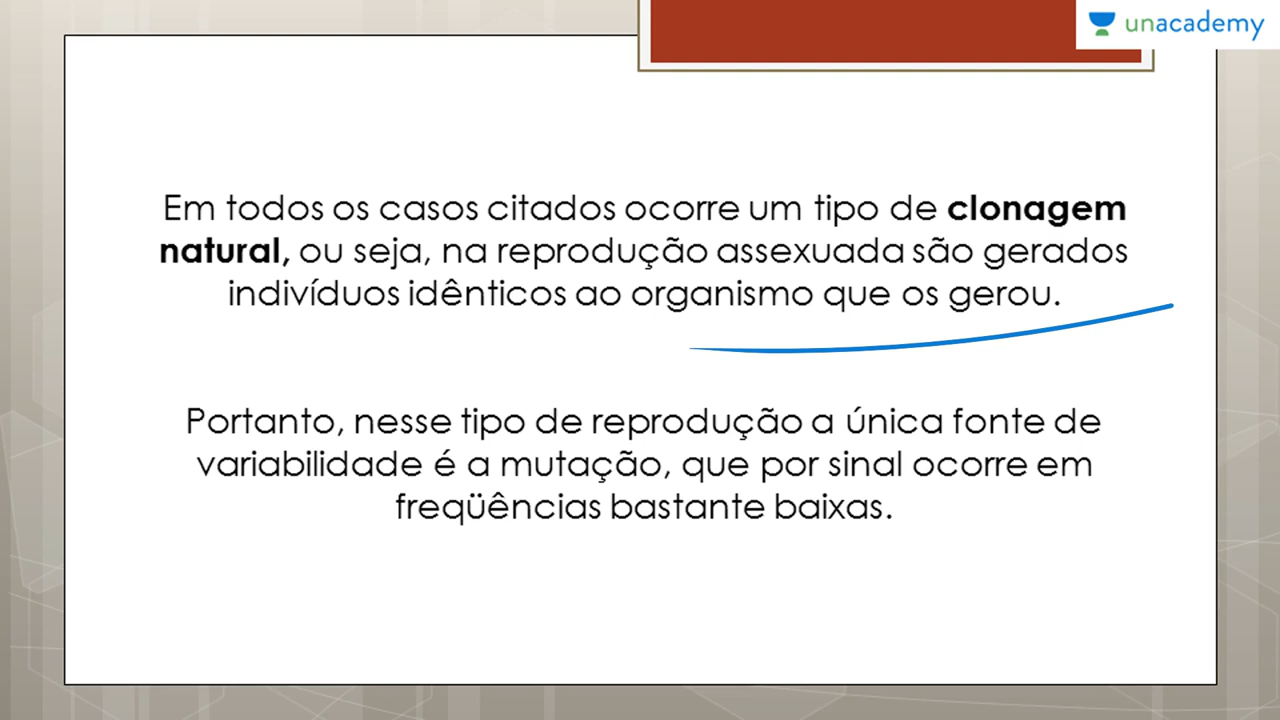 unacademy
Em todos os casos citados ocorre um tipo de clonagem
natural, ou seja, na reprodução assexuada são gerados
indivíduos idênticos ao organismo que os gerou.
Portanto, nesse tipo de reprodução a única fonte de
variabilidade é a mutação, que por sinal ocorre em
freqüências bastante baixas.